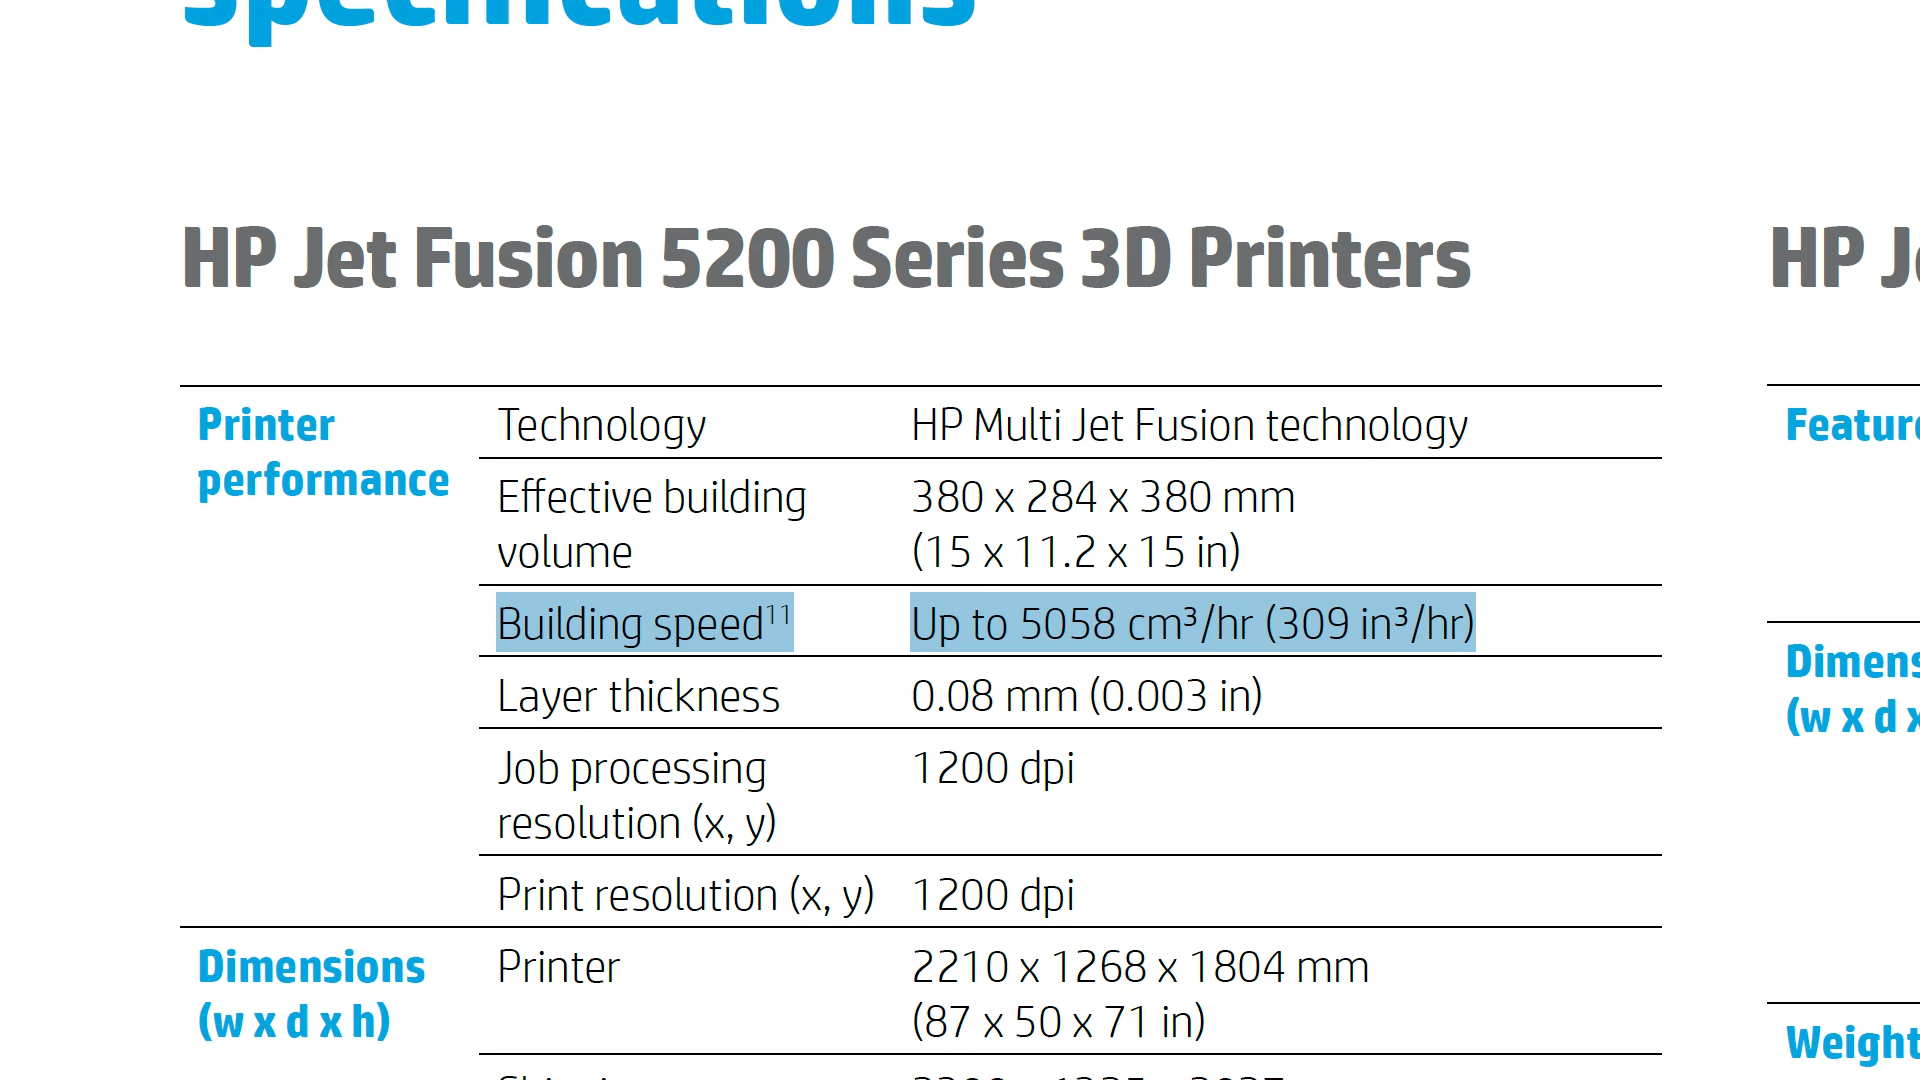 specifications
HP Jet Fusion 5200 Series 3D Printers
Printer
performance
Technology HP Multi Jet Fusion technology
Effective building
volume
380 x 284 x 380 mm
(15 x 11.2 x 15 in)
Building speed¹¹ Up to 5058 cm³/hr (309 in³/hr)
Layer thickness 0.08 mm (0.003 in)
Job processing
resolution (x, y)
1200 dpi
Print resolution (x, y) 1200 dpi
Dimensions
(w x d x h)
Printer
2210 x 1268 x 1804 mm
(87 x 50 x 71 in)
HP
(w x d x